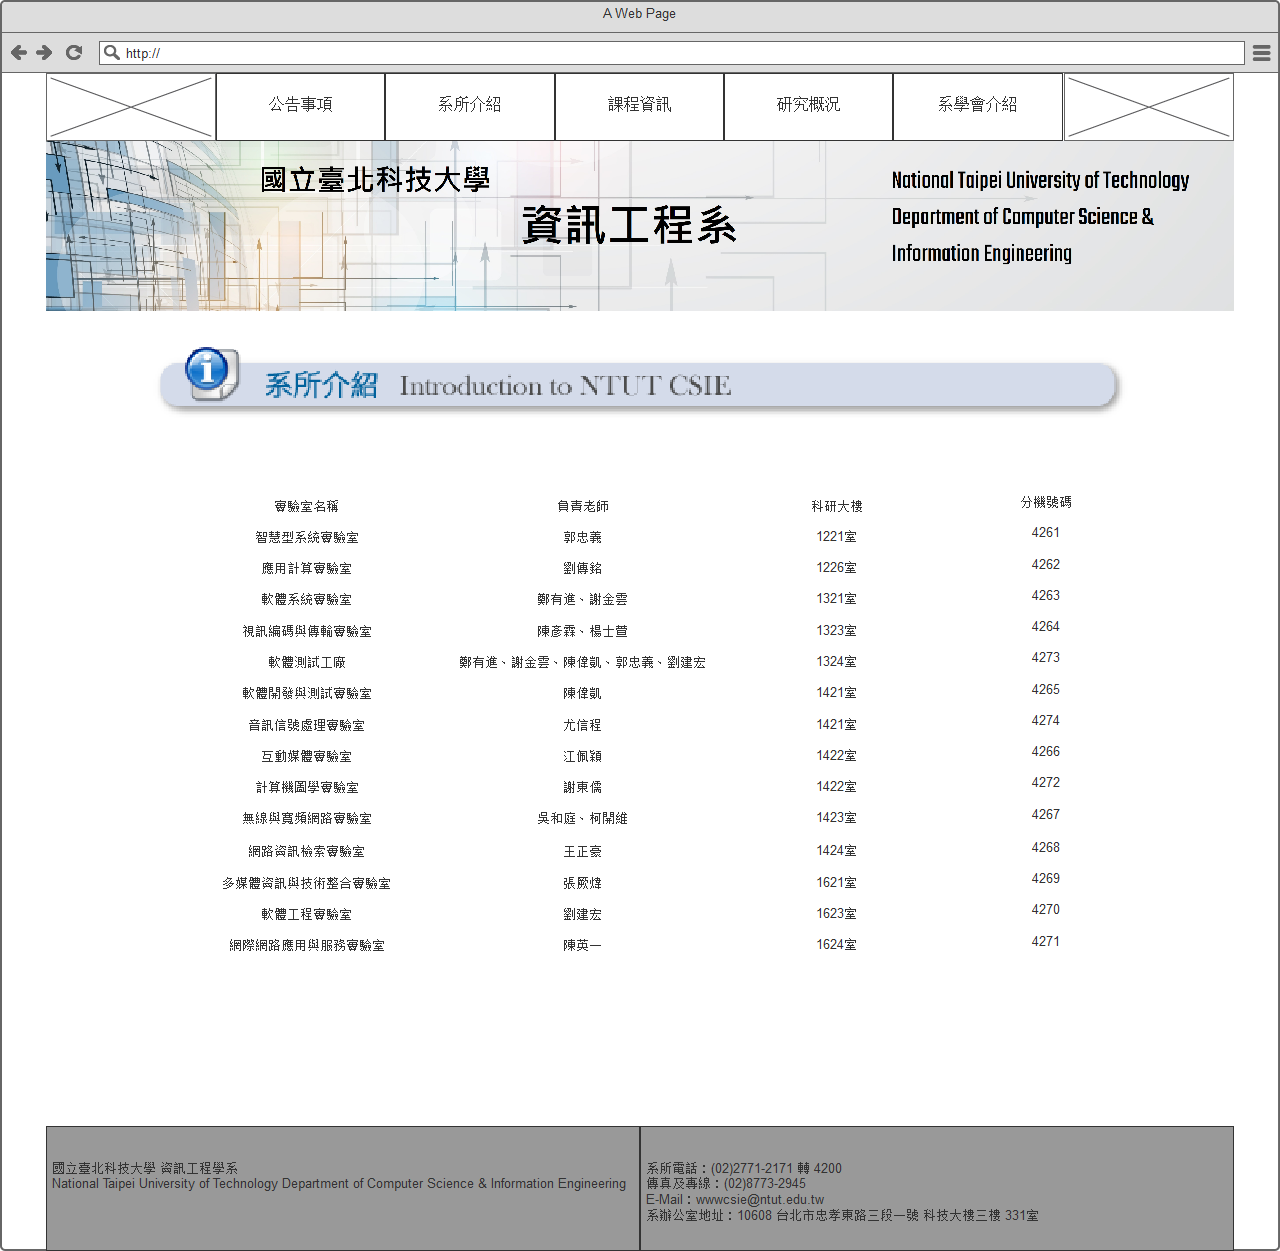 A Web Page
http://
公告事項 系所介紹 課程資訊 研究概況 系學會介紹
國立臺北科技大學
資訊工程系
National Taipei University of Technology
Department of Computer Science &
Information Engineering
系所介紹 Introduction to NTUT CSIE
實驗室名稱 負責老師 科研大樓 分機號碼
智慧型系統實驗室 郭忠義 1221室 4261
應用計算實驗室 劉傳銘 1226室 4262
軟體系統實驗室 鄭有進、謝金雲 1321室 4263
視訊編碼與傳輸實驗室 陳彥霖、楊士萱 1323室 4264
軟體測試工廠 鄭有進、謝金雲、陳偉凱、郭忠義、劉建宏 1324室 4273
軟體開發與測試實驗室 陳偉凱 1421室 4265
音訊信號處理實驗室 尤信程 1421室 4274
互動媒體實驗室 江佩穎 1422室 4266
計算機圖學實驗室 謝東儒 1422室 4272
無線與寬頻網路實驗室 吳和庭、柯開維 1423室 4267
網路資訊檢索實驗室 王正豪 1424室 4268
多媒體資訊與技術整合實驗室 張厥煒 1621室 4269
軟體工程實驗室 劉建宏 1623室 4270
網際網路應用與服務實驗室 陳英一 1624室 4271
國立臺北科技大學 資訊工程學系
National Taipei University of Technology Department of Computer Science & Information Engineering
系所電話：(02)2771-2171 轉 4200
傳真及專線：(02)8773-2945
E-Mail：wwwcsie@ntut.edu.tw
系辦公室地址：10608 台北市忠孝東路三段一號 科技大樓三樓 331室